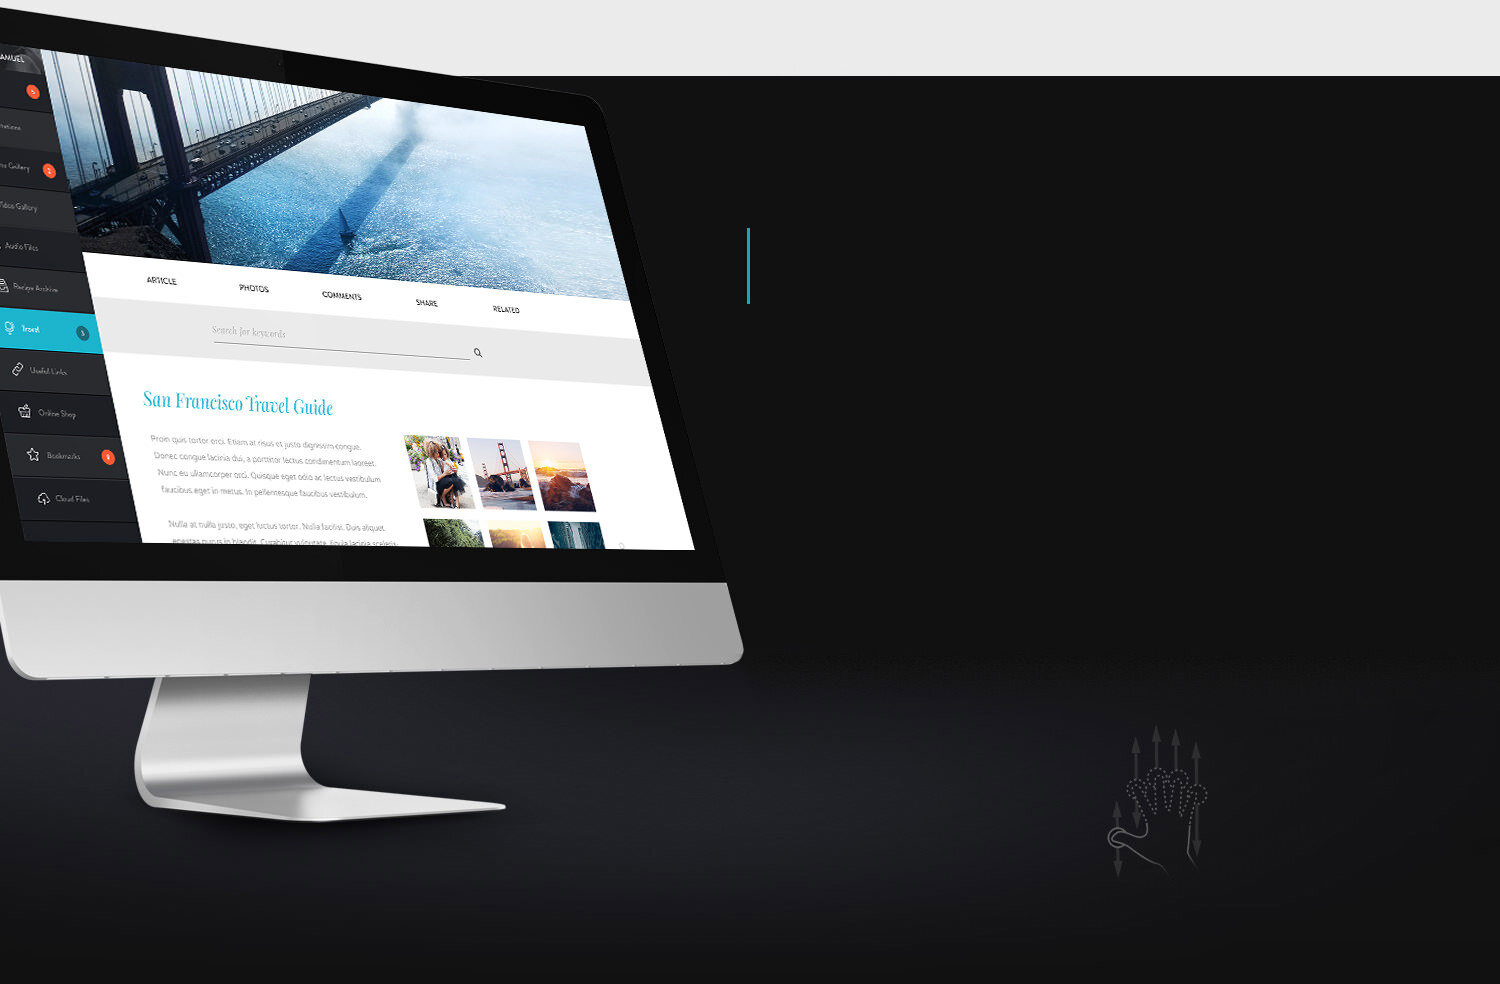 AMUEL
5
Gallery
2
Video Gallery
Audio Files
Recipe Archive
Travel
3
Useful Links
Online Shop
Bookmarks
8
Cloud Files
ARTICLE
PHOTOS
COMMENTS
SHARE
RELATED
Search for keywords
San Francisco Travel Guide
Proin quis tortor orci. Etiam at risus et justo dignissim congue.
Donec congue lacinia dui, a porttitor lectus condimentum laoreet.
Nunc eu ullamcorper orci. Quisque eget odio ac lectus vestibulum
faucibus eget in metus. In pellentesque faucibus vestibulum.
Nulla at nulla justo, eget luctus tortor. Nulla facilisi. Duis aliquet
egestas purus in blandit. Curabitur vulputate, ligula lacinia sceleris